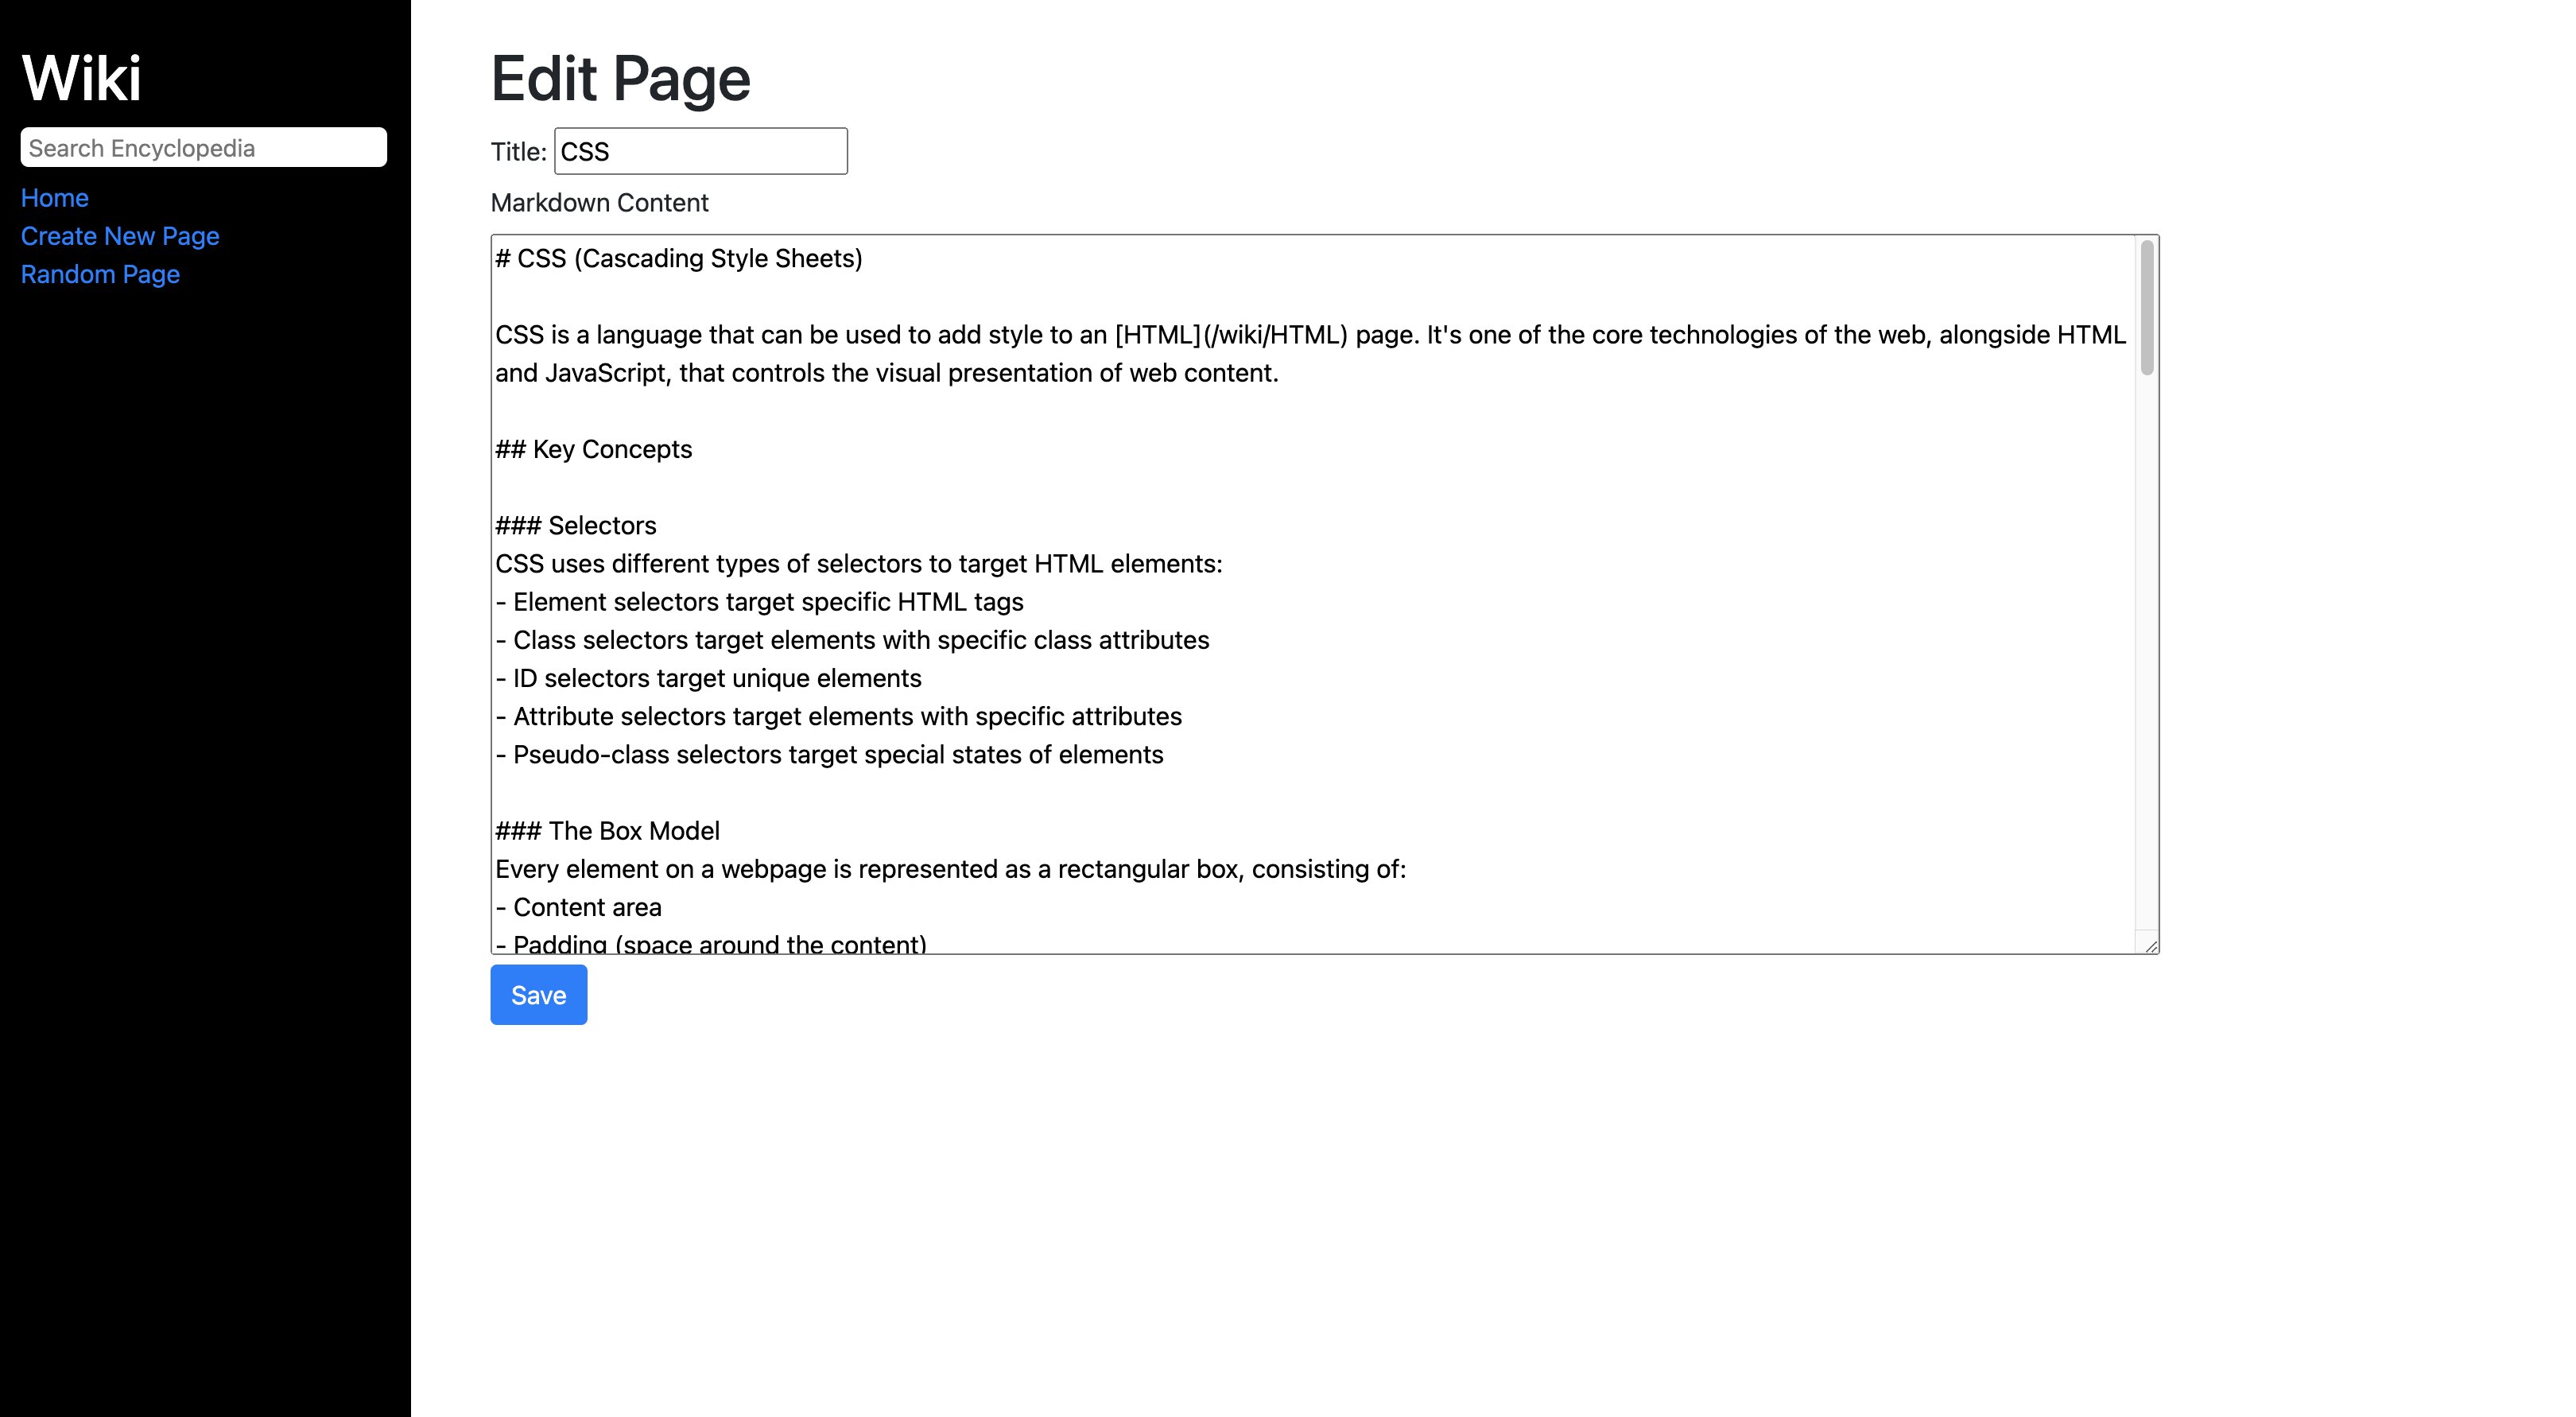 Wiki
Search Encyclopedia
Home
Create New Page
Random Page
Edit Page
Title: CSS
Markdown Content
# CSS (Cascading Style Sheets)
CSS is a language that can be used to add style to an [HTML](/wiki/HTML) page. It's one of the core technologies of the web, alongside HTML
and JavaScript, that controls the visual presentation of web content.
## Key Concepts
### Selectors
CSS uses different types of selectors to target HTML elements:
- Element selectors target specific HTML tags
- Class selectors target elements with specific class attributes
- ID selectors target unique elements
- Attribute selectors target elements with specific attributes
- Pseudo-class selectors target special states of elements
### The Box Model
Every element on a webpage is represented as a rectangular box, consisting of:
- Content area
- Padding (space around the content)
Save